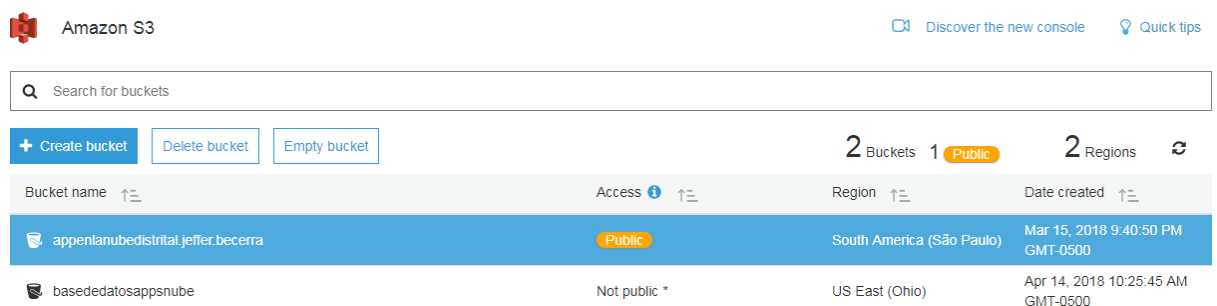 Amazon S3
Discover the new console
Quick tips
Search for buckets
+ Create bucket
Delete bucket
Empty bucket
2 Buckets 1 Public 2 Regions
Bucket name Access Region Date created
appenlanubedistrital.jeffer.becerra Public South America (São Paulo) Mar 15, 2018 9:40:50 PM
GMT-0500
basededatosappsnube Not public * US East (Ohio) Apr 14, 2018 10:25:45 AM
GMT-0500